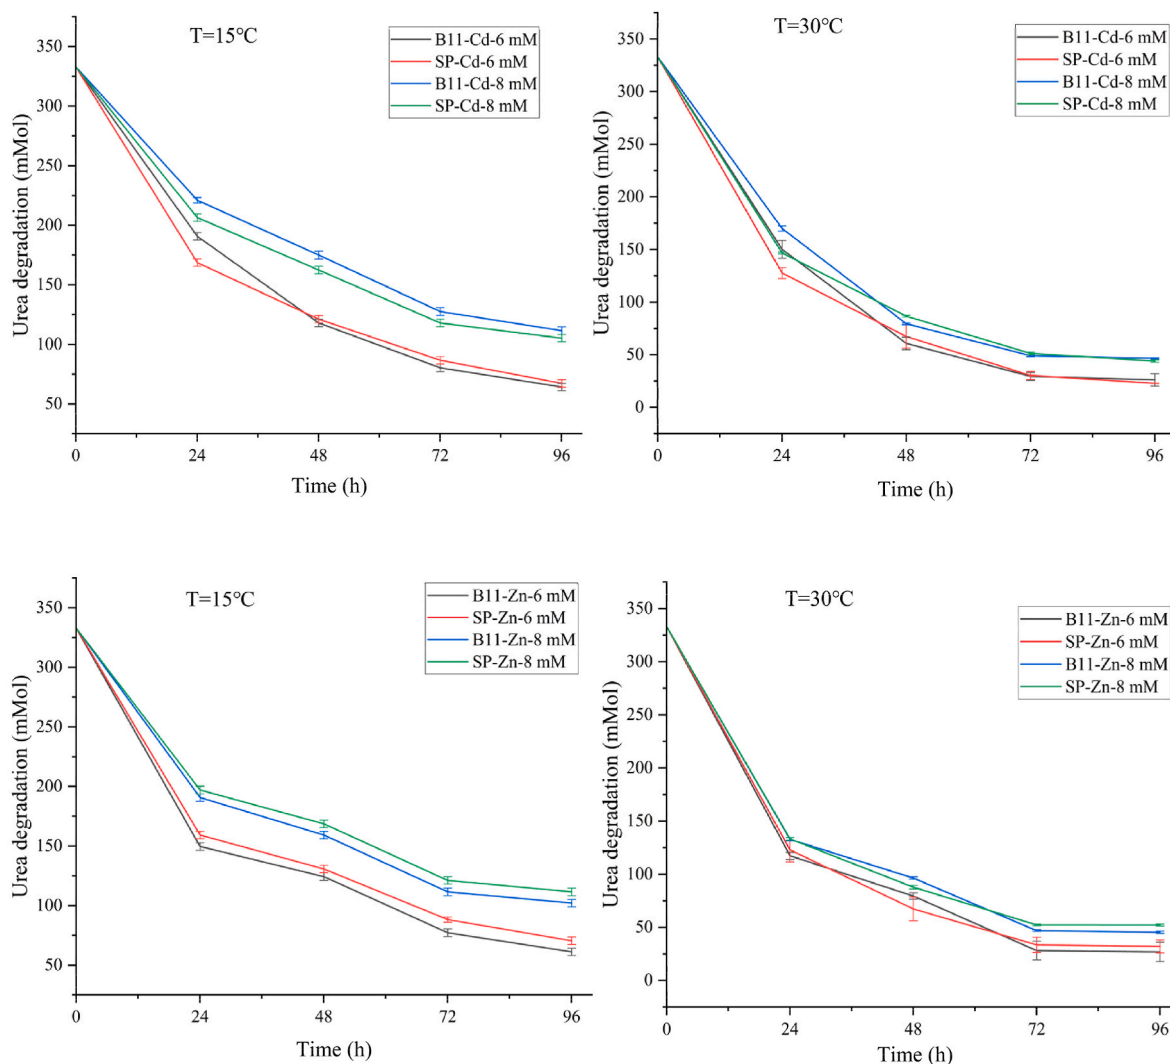 T=15℃
B11-Cd-6 mM
SP-Cd-6 mM
B11-Cd-8 mM
SP-Cd-8 mM
Urea degradation (mMol)
350
300
250
200
150
100
50
0 24 48 72 96
Time (h)
T=30℃
B11-Cd-6 mM
SP-Cd-6 mM
B11-Cd-8 mM
SP-Cd-8 mM
Urea degradation (mMol)
350
300
250
200
150
100
50
0
0 24 48 72 96
Time (h)
T=15℃
B11-Zn-6 mM
SP-Zn-6 mM
B11-Zn-8 mM
SP-Zn-8 mM
Urea degradation (mMol)
350
300
250
200
150
100
50
0 24 48 72 96
Time (h)
T=30℃
B11-Zn-6 mM
SP-Zn-6 mM
B11-Zn-8 mM
SP-Zn-8 mM
Urea degradation (mMol)
350
300
250
200
150
100
50
0
0 24 48 72 96
Time (h)